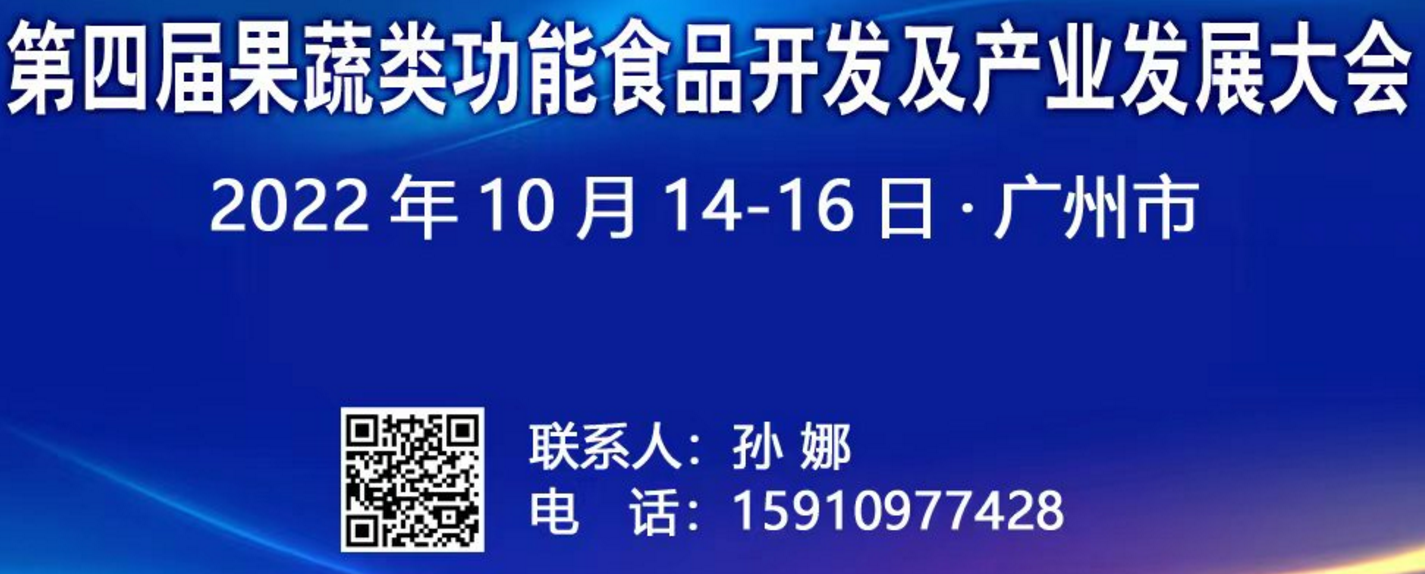 第四届果蔬类功能食品开发及产业发展大会
2022 年 10 月 14-16 日 · 广州市
联系人：孙 娜
电 话：15910977428